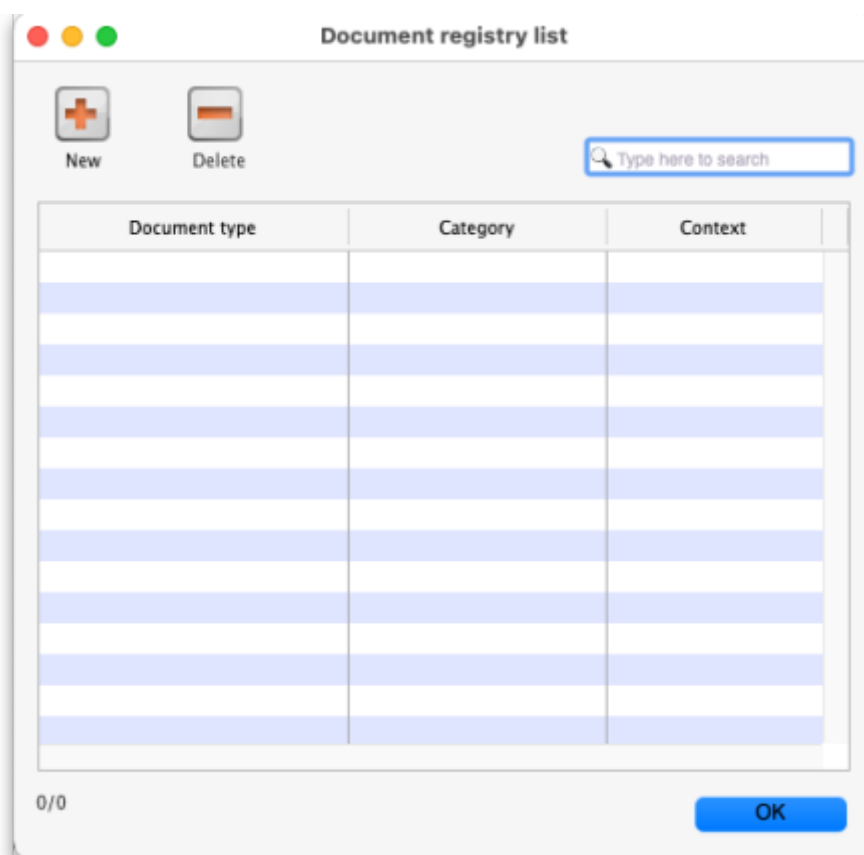 Document registry list
New Delete
Type here to search
Document type Category Context
0/0
OK